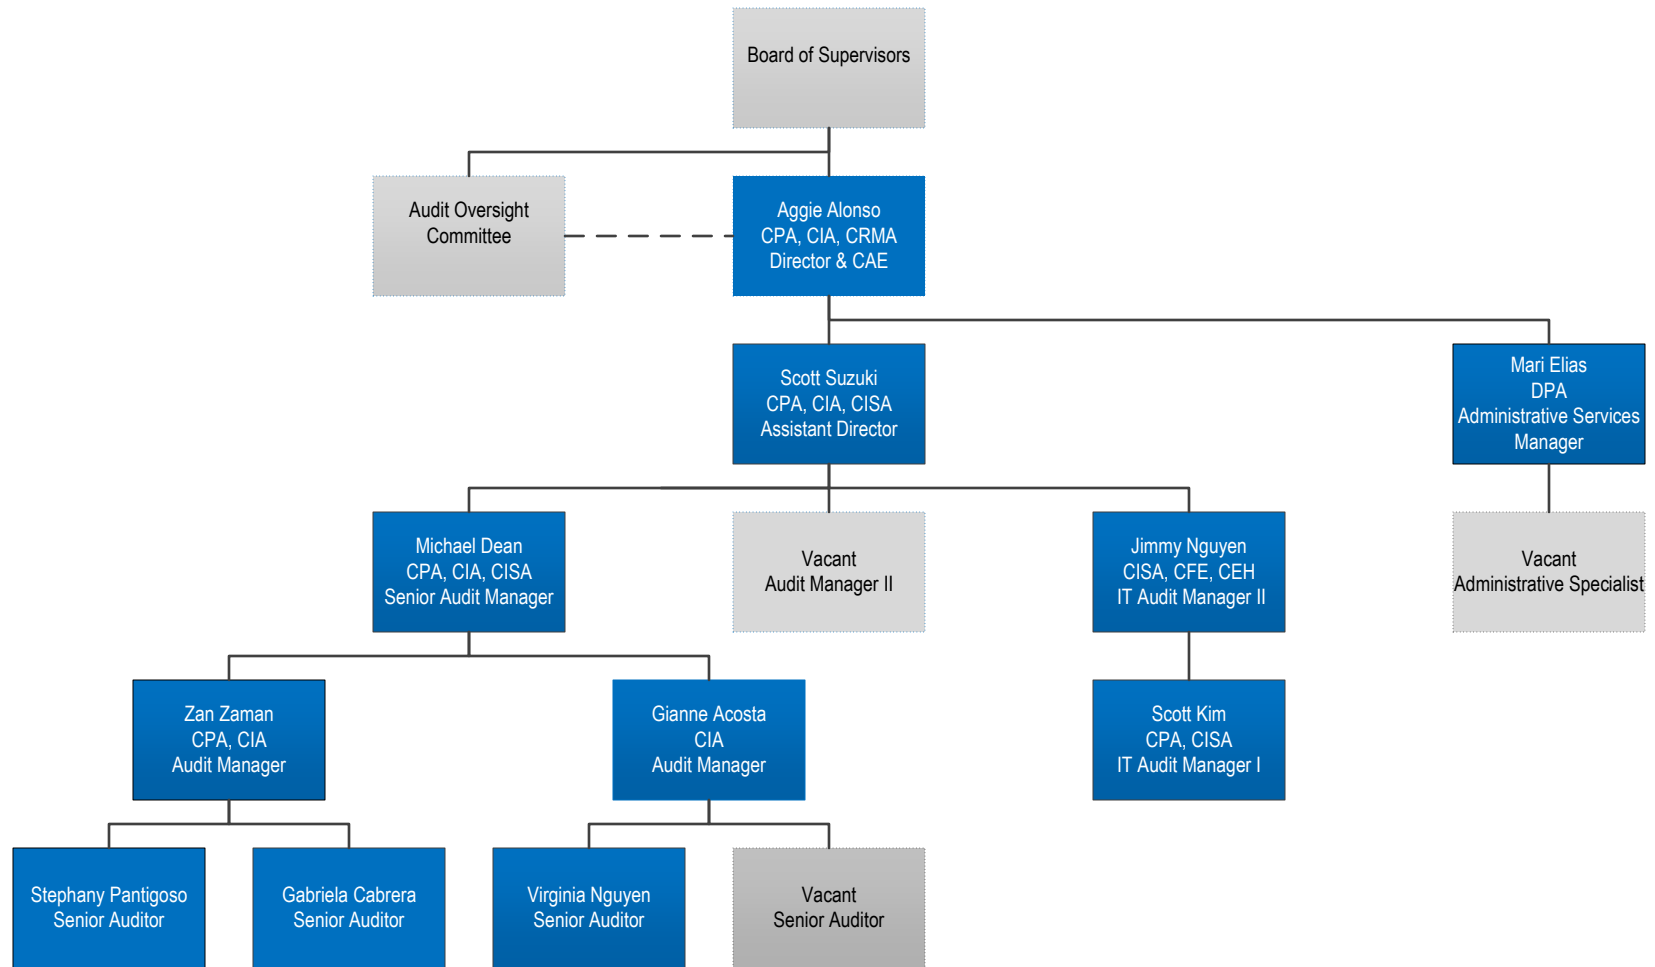 Board of Supervisors
Audit Oversight
Committee
Aggie Alonso
CPA, CIA, CRMA
Director & CAE
Scott Suzuki
CPA, CIA, CISA
Assistant Director
Mari Elias
DPA
Administrative Services
Manager
Michael Dean
CPA, CIA, CISA
Senior Audit Manager
Vacant
Audit Manager II
Jimmy Nguyen
CISA, CFE, CEH
IT Audit Manager II
Vacant
Administrative Specialist
Zan Zaman
CPA, CIA
Audit Manager
Gianne Acosta
CIA
Audit Manager
Scott Kim
CPA, CISA
IT Audit Manager I
Stephany Pantigoso
Senior Auditor
Gabriela Cabrera
Senior Auditor
Virginia Nguyen
Senior Auditor
Vacant
Senior Auditor